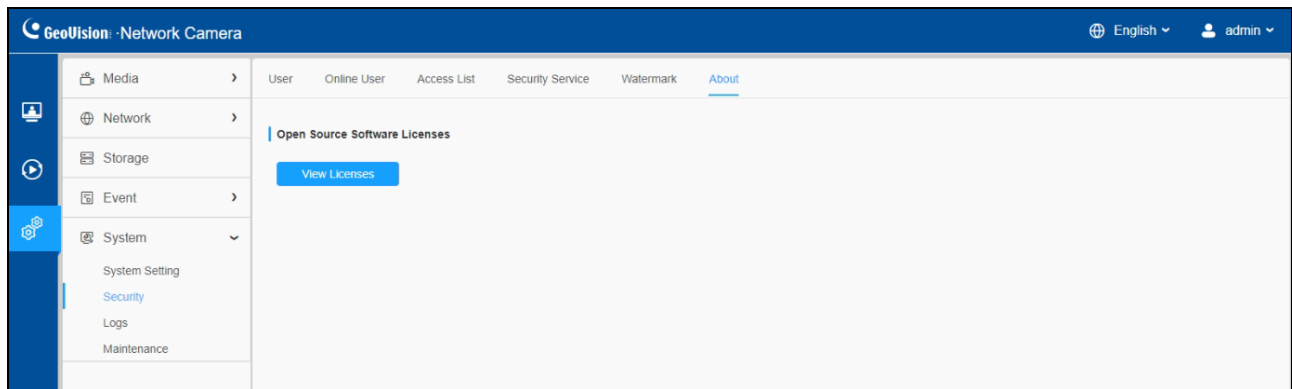 GeoVision: -Network Camera
English
admin
Media
Network
Storage
Event
System
System Setting
Security
Logs
Maintenance
User Online User Access List Security Service Watermark About
Open Source Software Licenses
View Licenses